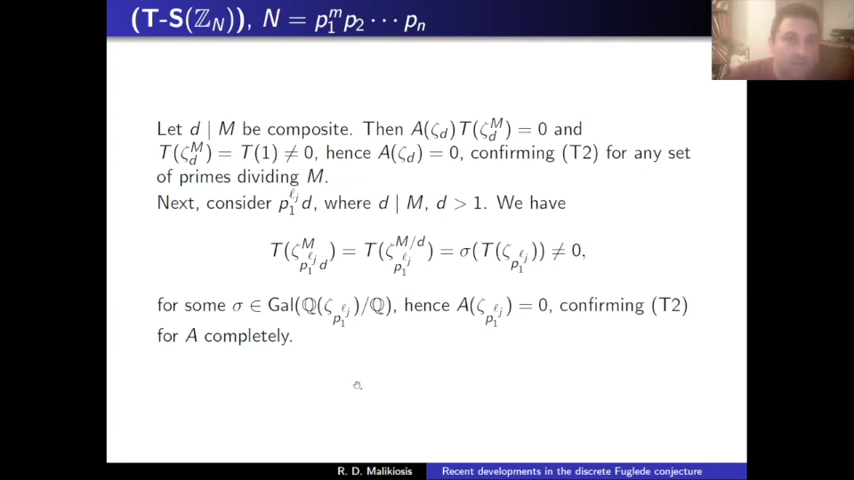 (T-S(ℤ_N)), N = p_1^m p_2 ⋯ p_n
Let d | M be composite. Then A(ζ_d)T(ζ_d^M) = 0 and
T(ζ_d^M) = T(1) ≠ 0, hence A(ζ_d) = 0, confirming (T2) for any set
of primes dividing M.
Next, consider p_1^{ℓ_j} d, where d | M, d > 1. We have
T(ζ_{p_1^{ℓ_j} d}^M) = T(ζ_{p_1^{ℓ_j}}^{M/d}) = σ(T(ζ_{p_1^{ℓ_j}})) ≠ 0,
for some σ ∈ Gal(ℚ(ζ_{p_1^{ℓ_j}})/ℚ), hence A(ζ_{p_1^{ℓ_j}}) = 0, confirming (T2)
for A completely.
R. D. Malikiosis Recent developments in the discrete Fuglede conjecture